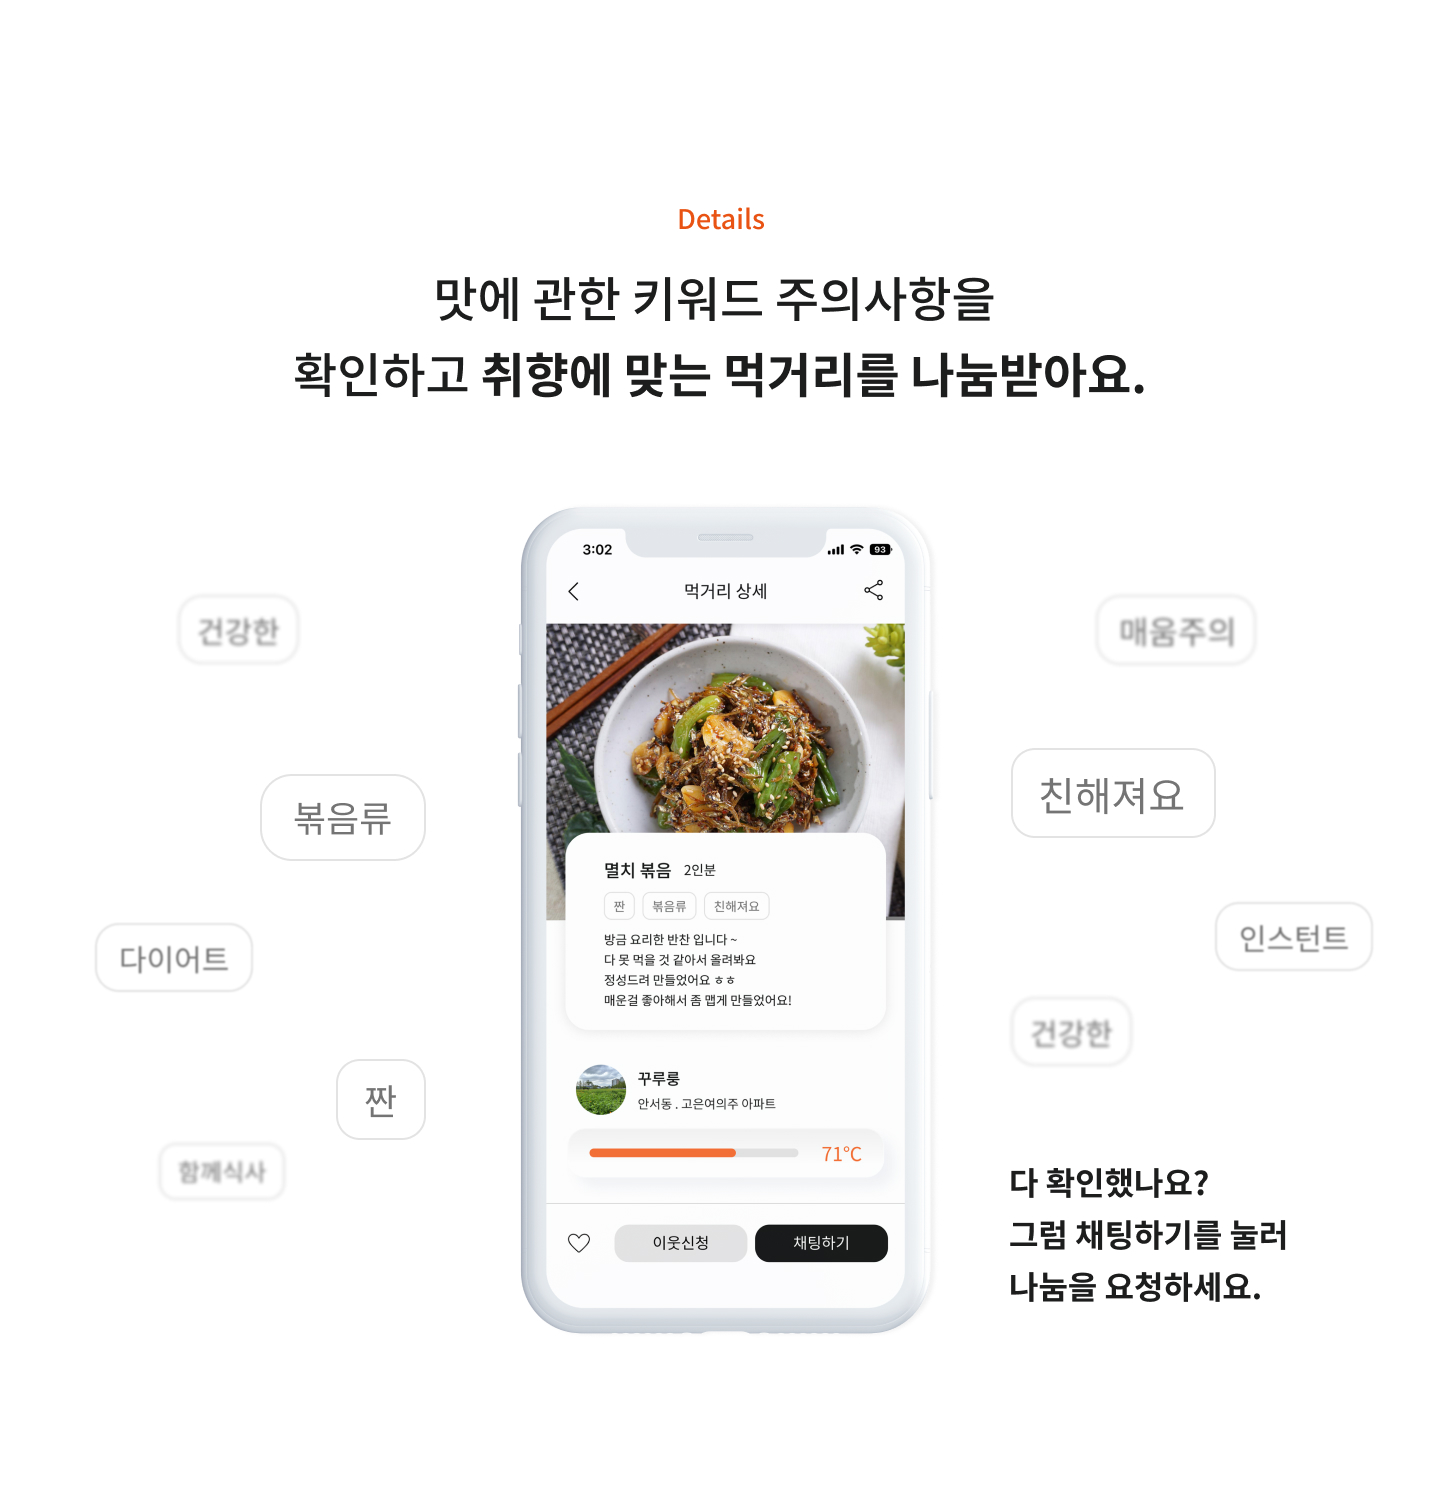 Details
맛에 관한 키워드 주의사항을
확인하고 취향에 맞는 먹거리를 나눔받아요.
3:02
93
먹거리 상세
건강한
매움주의
볶음류
친해져요
멸치 볶음 2인분
짠 볶음류 친해져요
방금 요리한 반찬 입니다 ~
다 못 먹을 것 같아서 올려봐요
정성드려 만들었어요 ㅎㅎ
매운걸 좋아해서 좀 맵게 만들었어요!
다이어트
인스턴트
건강한
짠
함께식사
꾸루룽
안서동 . 고은여의주 아파트
71°C
이웃신청
채팅하기
다 확인했나요?
그럼 채팅하기를 눌러
나눔을 요청하세요.